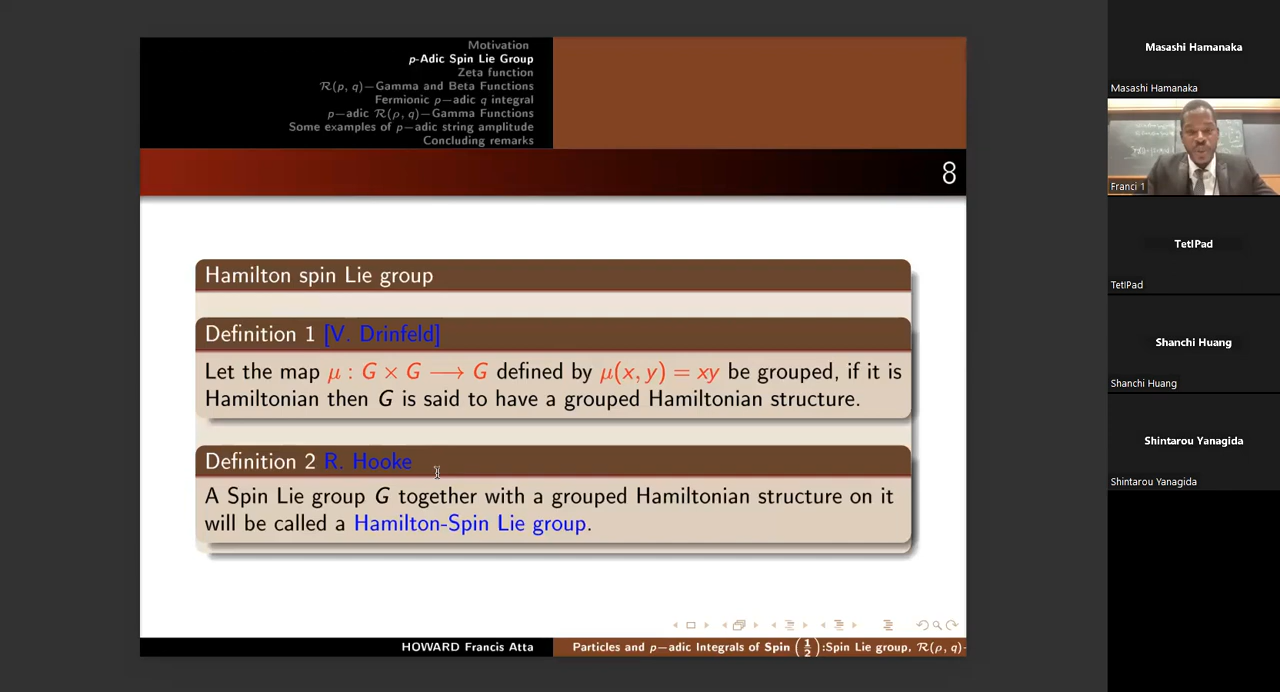 Motivation
p-Adic Spin Lie Group
Zeta function
ℛ(p, q)−Gamma and Beta Functions
Fermionic p−adic q integral
p−adic ℛ(p, q)−Gamma Functions
Some examples of p−adic string amplitude
Concluding remarks
8
Hamilton spin Lie group
Definition 1 [V. Drinfeld]
Let the map μ : G × G ⟶ G defined by μ(x, y) = xy be grouped, if it is
Hamiltonian then G is said to have a grouped Hamiltonian structure.
Definition 2 R. Hooke
A Spin Lie group G together with a grouped Hamiltonian structure on it
will be called a Hamilton-Spin Lie group.
HOWARD Francis Atta
Particles and p−adic Integrals of Spin (1/2):Spin Lie group, ℛ(p, q)-
Masashi Hamanaka
Masashi Hamanaka
Franci 1
TetIPad
TetIPad
Shanchi Huang
Shanchi Huang
Shintarou Yanagida
Shintarou Yanagida